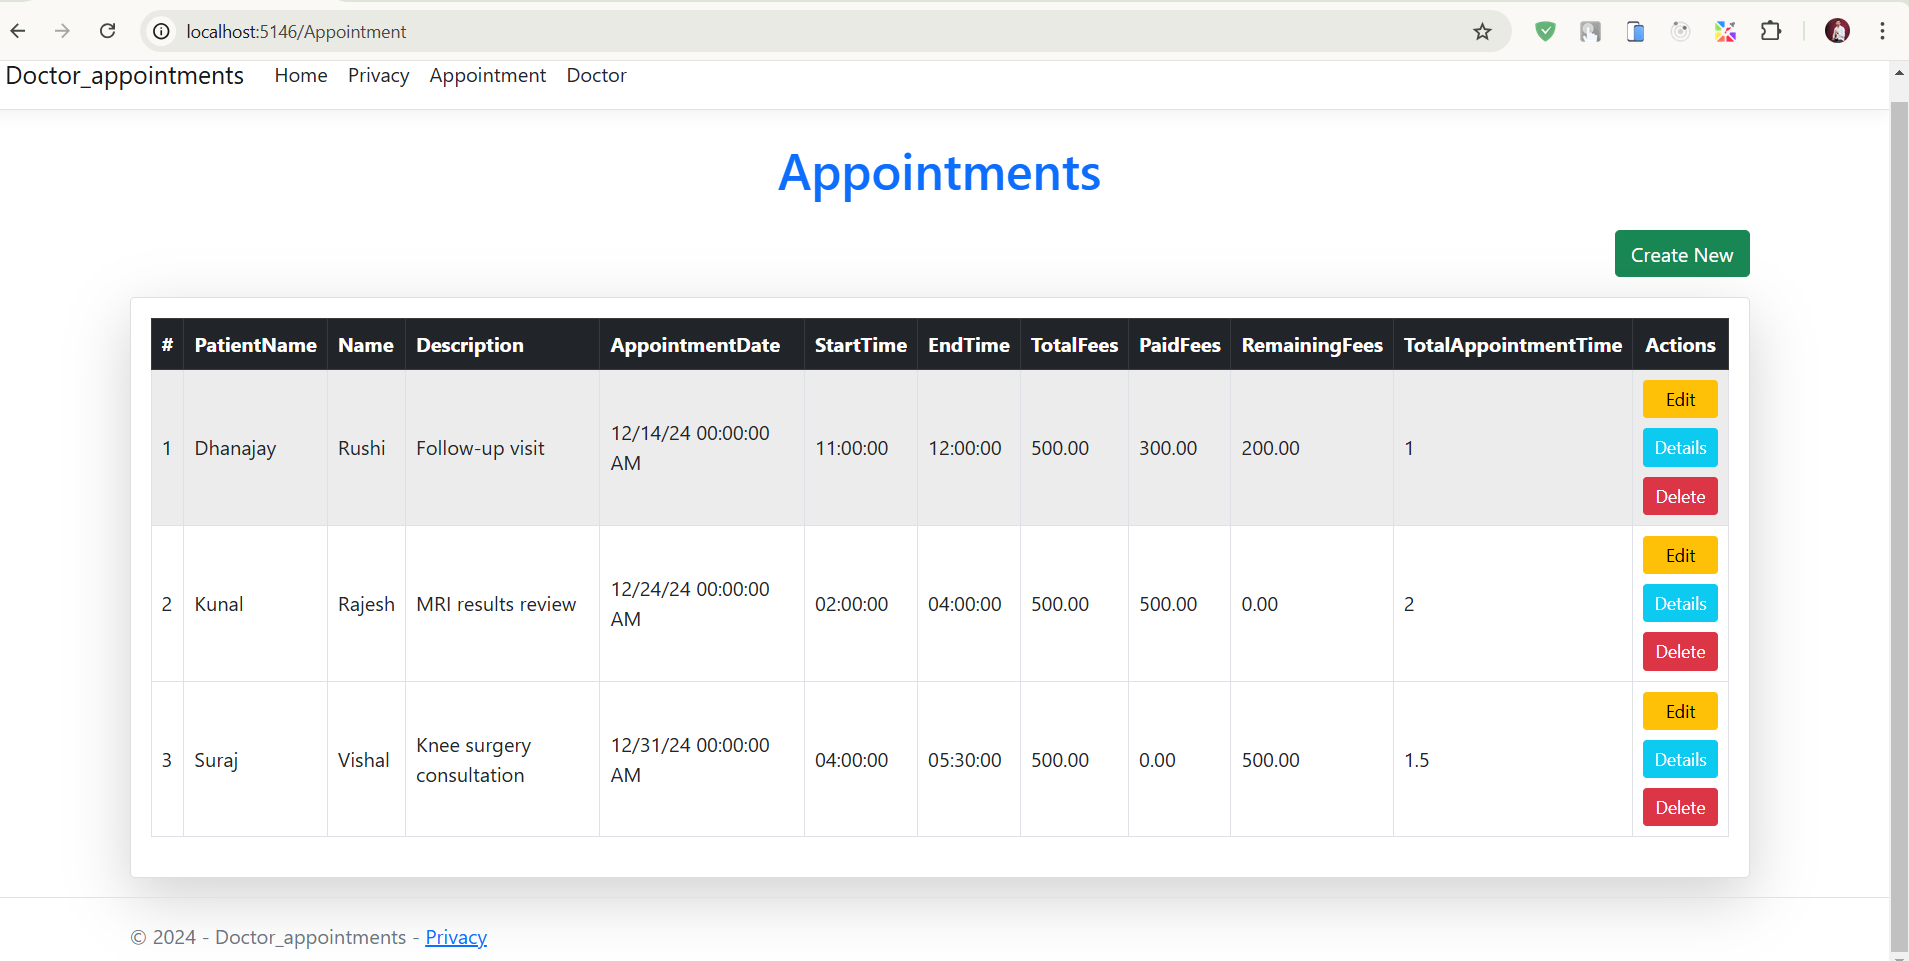 localhost:5146/Appointment
Doctor_appointments Home Privacy Appointment Doctor
Appointments
Create New
# PatientName Name Description AppointmentDate StartTime EndTime TotalFees PaidFees RemainingFees TotalAppointmentTime Actions
1 Dhanajay Rushi Follow-up visit 12/14/24 00:00:00 AM 11:00:00 12:00:00 500.00 300.00 200.00 1 Edit Details Delete
2 Kunal Rajesh MRI results review 12/24/24 00:00:00 AM 02:00:00 04:00:00 500.00 500.00 0.00 2 Edit Details Delete
3 Suraj Vishal Knee surgery consultation 12/31/24 00:00:00 AM 04:00:00 05:30:00 500.00 0.00 500.00 1.5 Edit Details Delete
© 2024 - Doctor_appointments - Privacy